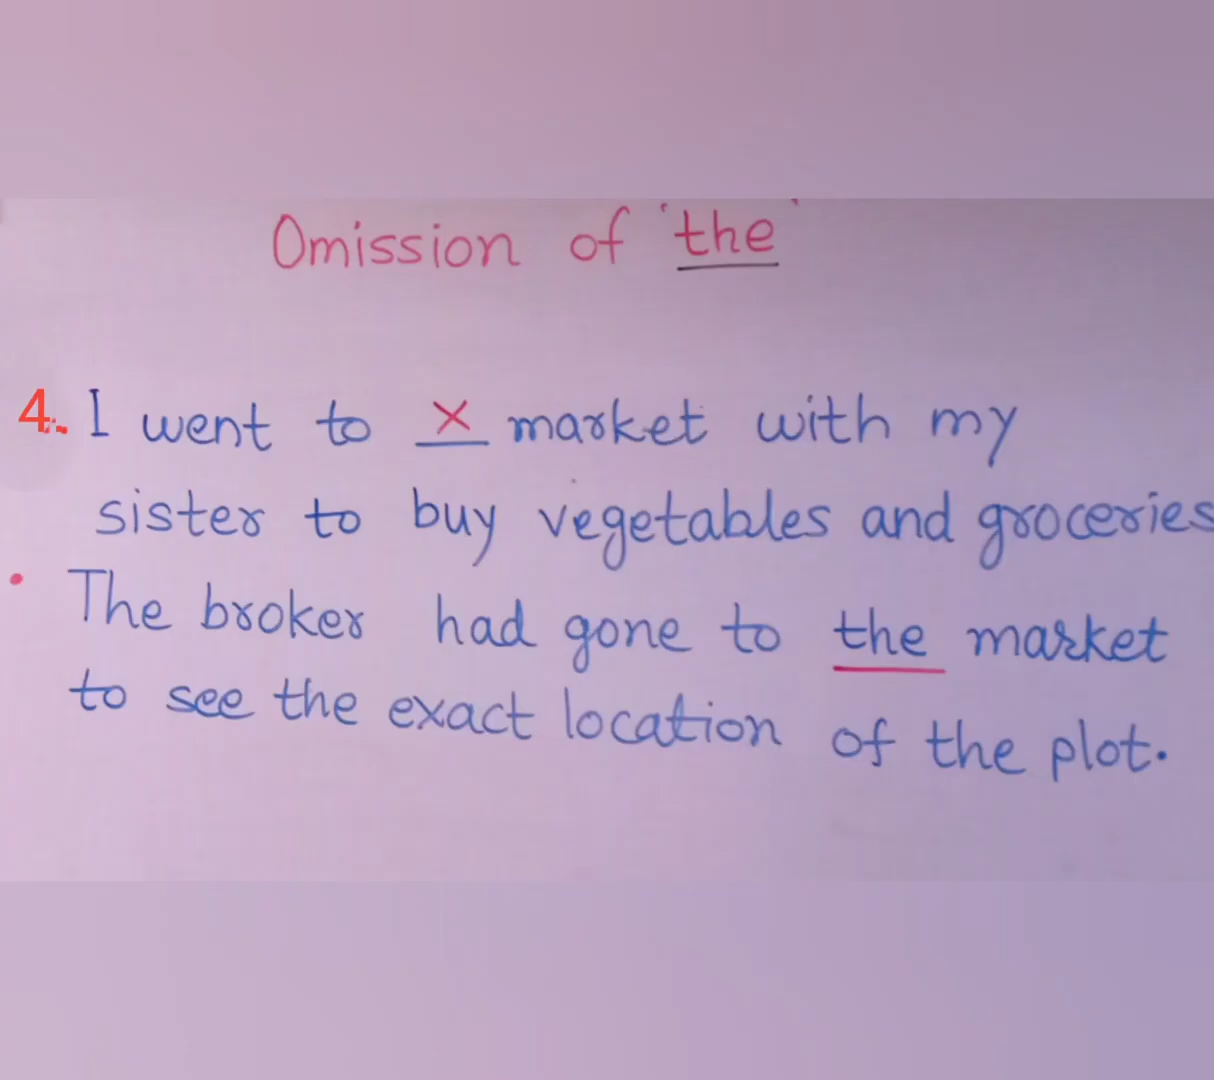 Omission of 'the'
4. I went to × market with my
sister to buy vegetables and groceries
• The broker had gone to the market
to see the exact location of the plot.